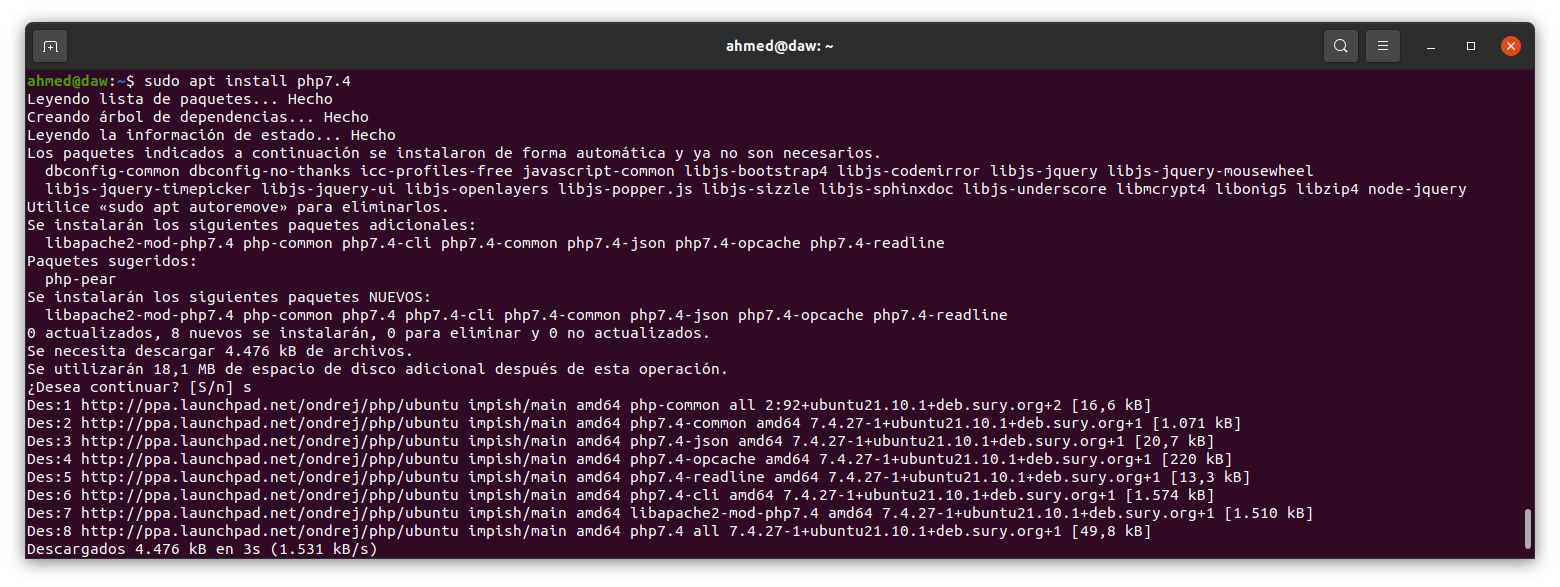 ahmed@daw: ~
ahmed@daw:~$ sudo apt install php7.4
Leyendo lista de paquetes... Hecho
Creando árbol de dependencias... Hecho
Leyendo la información de estado... Hecho
Los paquetes indicados a continuación se instalaron de forma automática y ya no son necesarios.
  dbconfig-common dbconfig-no-thanks icc-profiles-free javascript-common libjs-bootstrap4 libjs-codemirror libjs-jquery libjs-jquery-mousewheel
  libjs-jquery-timepicker libjs-jquery-ui libjs-openlayers libjs-popper.js libjs-sizzle libjs-sphinxdoc libjs-underscore libmcrypt4 libonig5 libzip4 node-jquery
Utilice «sudo apt autoremove» para eliminarlos.
Se instalarán los siguientes paquetes adicionales:
  libapache2-mod-php7.4 php-common php7.4-cli php7.4-common php7.4-json php7.4-opcache php7.4-readline
Paquetes sugeridos:
  php-pear
Se instalarán los siguientes paquetes NUEVOS:
  libapache2-mod-php7.4 php-common php7.4 php7.4-cli php7.4-common php7.4-json php7.4-opcache php7.4-readline
0 actualizados, 8 nuevos se instalarán, 0 para eliminar y 0 no actualizados.
Se necesita descargar 4.476 kB de archivos.
Se utilizarán 18,1 MB de espacio de disco adicional después de esta operación.
¿Desea continuar? [S/n] s
Des:1 http://ppa.launchpad.net/ondrej/php/ubuntu impish/main amd64 php-common all 2:92+ubuntu21.10.1+deb.sury.org+2 [16,6 kB]
Des:2 http://ppa.launchpad.net/ondrej/php/ubuntu impish/main amd64 php7.4-common amd64 7.4.27-1+ubuntu21.10.1+deb.sury.org+1 [1.071 kB]
Des:3 http://ppa.launchpad.net/ondrej/php/ubuntu impish/main amd64 php7.4-json amd64 7.4.27-1+ubuntu21.10.1+deb.sury.org+1 [20,7 kB]
Des:4 http://ppa.launchpad.net/ondrej/php/ubuntu impish/main amd64 php7.4-opcache amd64 7.4.27-1+ubuntu21.10.1+deb.sury.org+1 [220 kB]
Des:5 http://ppa.launchpad.net/ondrej/php/ubuntu impish/main amd64 php7.4-readline amd64 7.4.27-1+ubuntu21.10.1+deb.sury.org+1 [13,3 kB]
Des:6 http://ppa.launchpad.net/ondrej/php/ubuntu impish/main amd64 php7.4-cli amd64 7.4.27-1+ubuntu21.10.1+deb.sury.org+1 [1.574 kB]
Des:7 http://ppa.launchpad.net/ondrej/php/ubuntu impish/main amd64 libapache2-mod-php7.4 amd64 7.4.27-1+ubuntu21.10.1+deb.sury.org+1 [1.510 kB]
Des:8 http://ppa.launchpad.net/ondrej/php/ubuntu impish/main amd64 php7.4 all 7.4.27-1+ubuntu21.10.1+deb.sury.org+1 [49,8 kB]
Descargados 4.476 kB en 3s (1.531 kB/s)